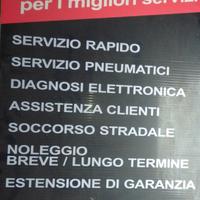 per i migliori servizi
SERVIZIO RAPIDO
SERVIZIO PNEUMATICI
DIAGNOSI ELETTRONICA
ASSISTENZA CLIENTI
SOCCORSO STRADALE
NOLEGGIO
BREVE / LUNGO TERMINE
ESTENSIONE DI GARANZIA